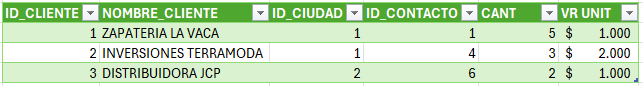 ID_CLIENTE NOMBRE_CLIENTE ID_CIUDAD ID_CONTACTO CANT VR UNIT
1 ZAPATERIA LA VACA 1 1 5 $ 1.000
2 INVERSIONES TERRAMODA 1 4 3 $ 2.000
3 DISTRIBUIDORA JCP 2 6 2 $ 1.000